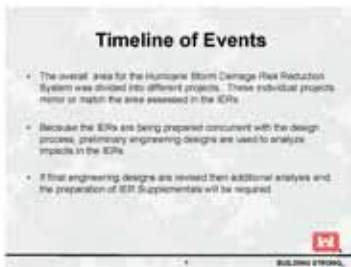 Timeline of Events
• The overall area for the Hurricane Storm Damage Risk Reduction
System was divided into different projects. These individual projects
mirror or match the area assessed in the IERs.
• Because the IERs are being prepared concurrent with the design
process, preliminary engineering designs are used to analyze
impacts in the IERs.
• If final engineering designs are revised then additional analysis and
the preparation of IER Supplementals will be required.
BUILDING STRONG